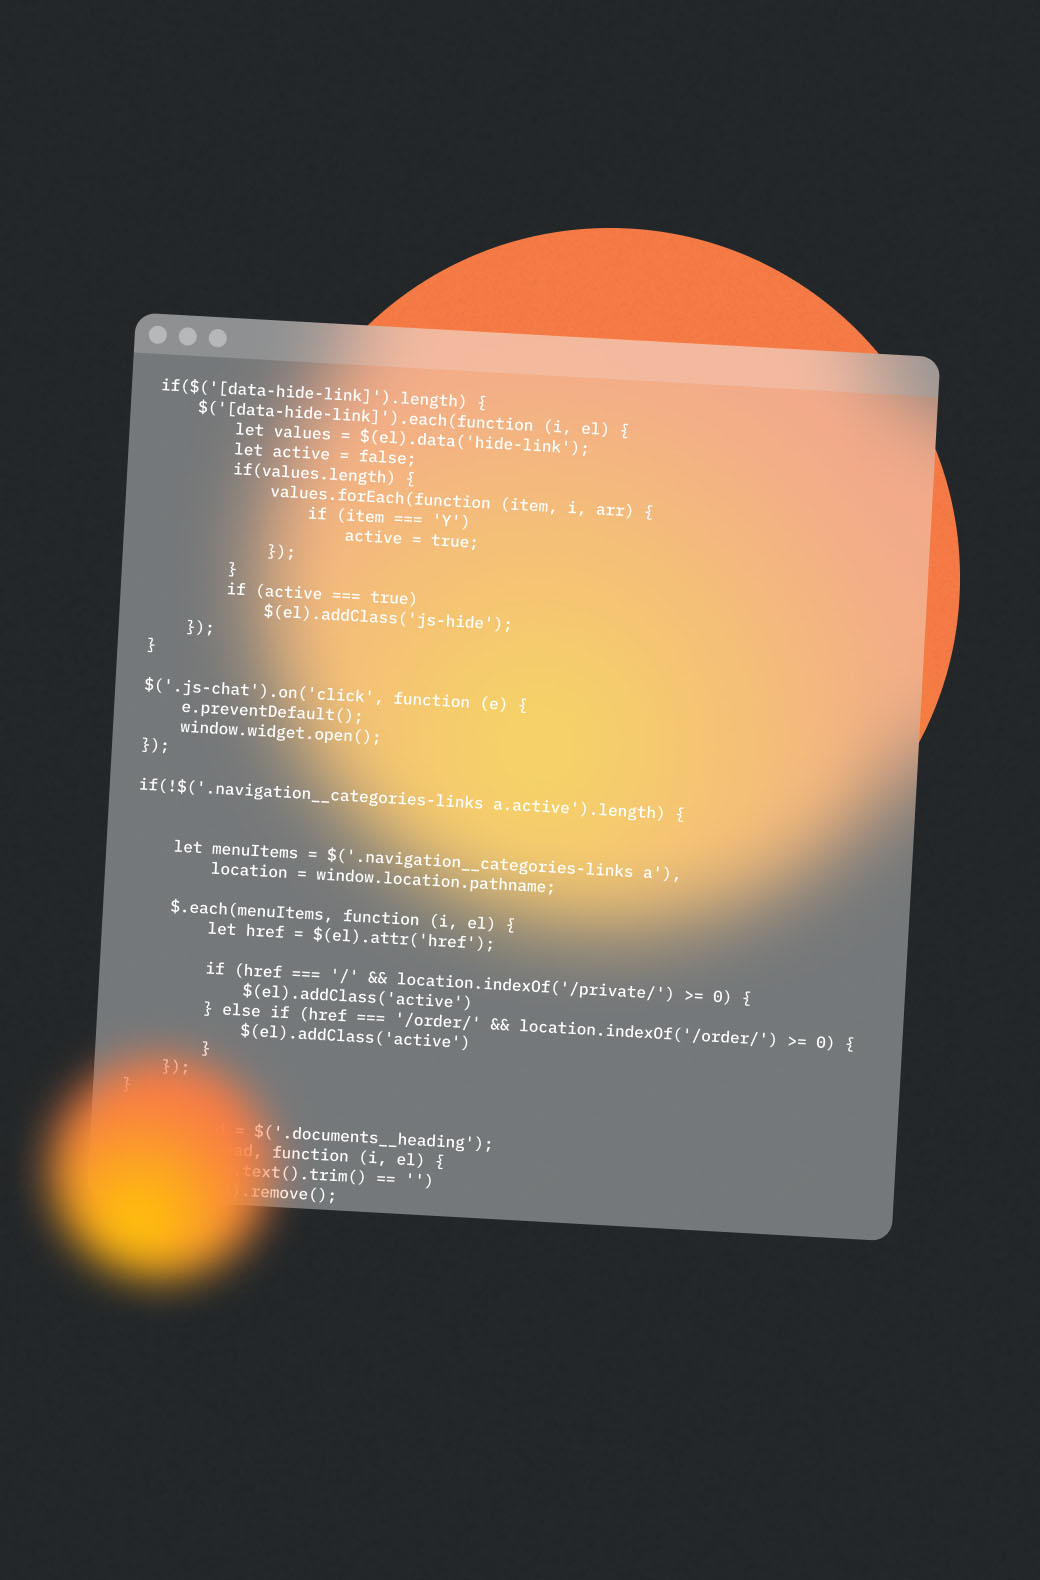 if($('[data-hide-link]').length) {
    $('[data-hide-link]').each(function (i, el) {
        let values = $(el).data('hide-link');
        let active = false;
        if(values.length) {
            values.forEach(function (item, i, arr) {
                if (item === 'Y')
                    active = true;
            });
        }
        if (active === true)
            $(el).addClass('js-hide');
    });
}
$('.js-chat').on('click', function (e) {
    e.preventDefault();
    window.widget.open();
});
if(!$('.navigation__categories-links a.active').length) {
    let menuItems = $('.navigation__categories-links a'),
        location = window.location.pathname;
    $.each(menuItems, function (i, el) {
        let href = $(el).attr('href');
        if (href === '/' && location.indexOf('/private/') >= 0) {
            $(el).addClass('active')
        } else if (href === '/order/' && location.indexOf('/order/') >= 0) {
            $(el).addClass('active')
        }
    });
}
= $('.documents__heading');
function (i, el) {
.text().trim() == '')
.remove();